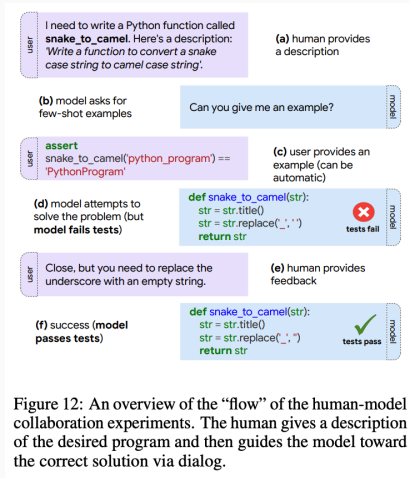 user
I need to write a Python function called
snake_to_camel. Here's a description:
'Write a function to convert a snake
case string to camel case string'.
(a) human provides
a description
(b) model asks for
few-shot examples
Can you give me an example?
model
user
assert
snake_to_camel('python_program') ==
'PythonProgram'
(c) user provides an
example (can be
automatic)
(d) model attempts to
solve the problem (but
model fails tests)
def snake_to_camel(str):
str = str.title()
str = str.replace('_', ' ')
return str
tests fail
model
user
Close, but you need to replace the
underscore with an empty string.
(e) human provides
feedback
(f) success (model
passes tests)
def snake_to_camel(str):
str = str.title()
str = str.replace('_', '')
return str
tests pass
model
Figure 12: An overview of the “flow” of the human-model
collaboration experiments. The human gives a description
of the desired program and then guides the model toward
the correct solution via dialog.